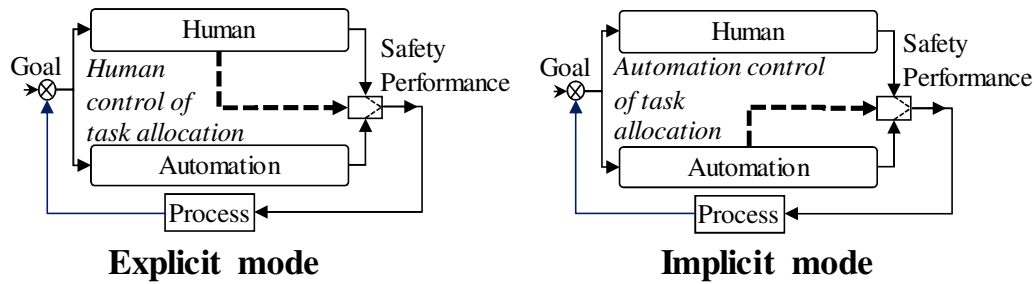 Human
Goal
Human
control of
task allocation
Safety
Performance
Automation
Process
Explicit mode
Human
Goal
Automation control
of task
allocation
Safety
Performance
Automation
Process
Implicit mode